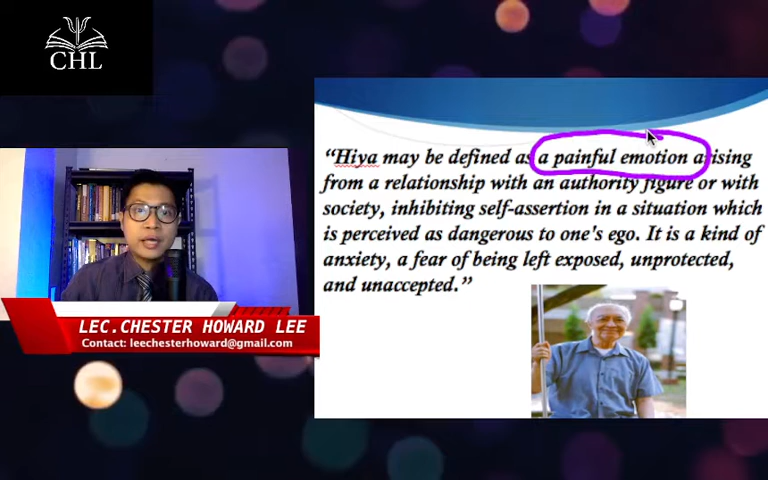 CHL
"Hiya may be defined as a painful emotion arising
from a relationship with an authority figure or with
society, inhibiting self-assertion in a situation which
is perceived as dangerous to one's ego. It is a kind of
anxiety, a fear of being left exposed, unprotected,
and unaccepted."
LEC.CHESTER HOWARD LEE
Contact: leechesterhoward@gmail.com